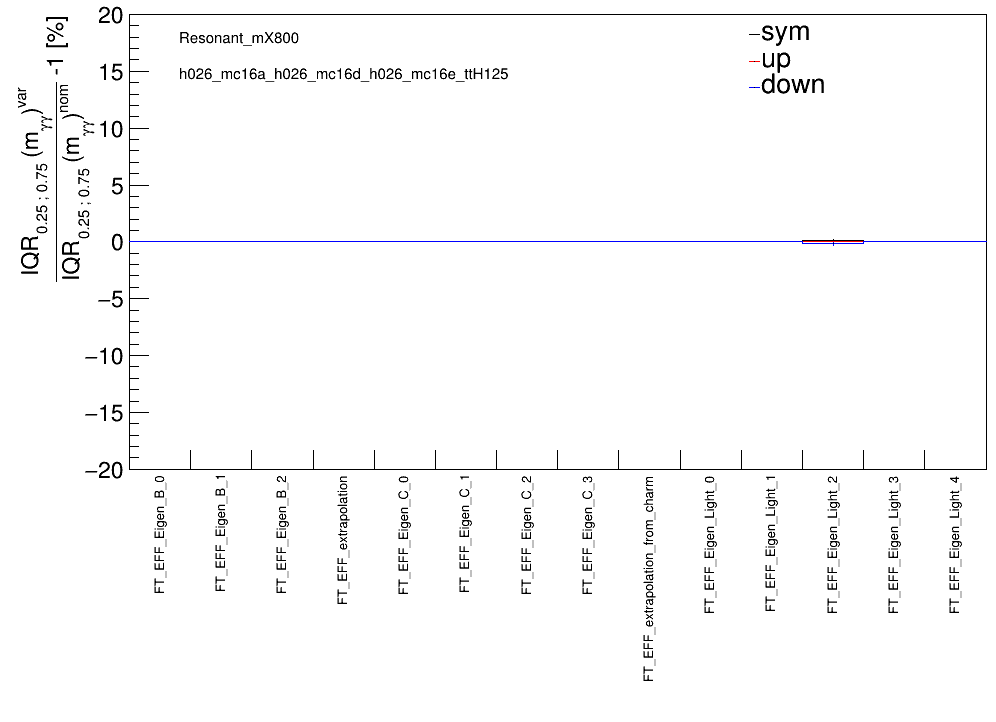 IQR0.25 ; 0.75 (mγγ)var
IQR0.25 ; 0.75 (mγγ)nom -1 [%]
20
15
10
5
0
−5
−10
−15
−20
Resonant_mX800
h026_mc16a_h026_mc16d_h026_mc16e_ttH125
sym
up
down
FT_EFF_Eigen_B_0
FT_EFF_Eigen_B_1
FT_EFF_Eigen_B_2
FT_EFF_extrapolation
FT_EFF_Eigen_C_0
FT_EFF_Eigen_C_1
FT_EFF_Eigen_C_2
FT_EFF_Eigen_C_3
FT_EFF_extrapolation_from_charm
FT_EFF_Eigen_Light_0
FT_EFF_Eigen_Light_1
FT_EFF_Eigen_Light_2
FT_EFF_Eigen_Light_3
FT_EFF_Eigen_Light_4